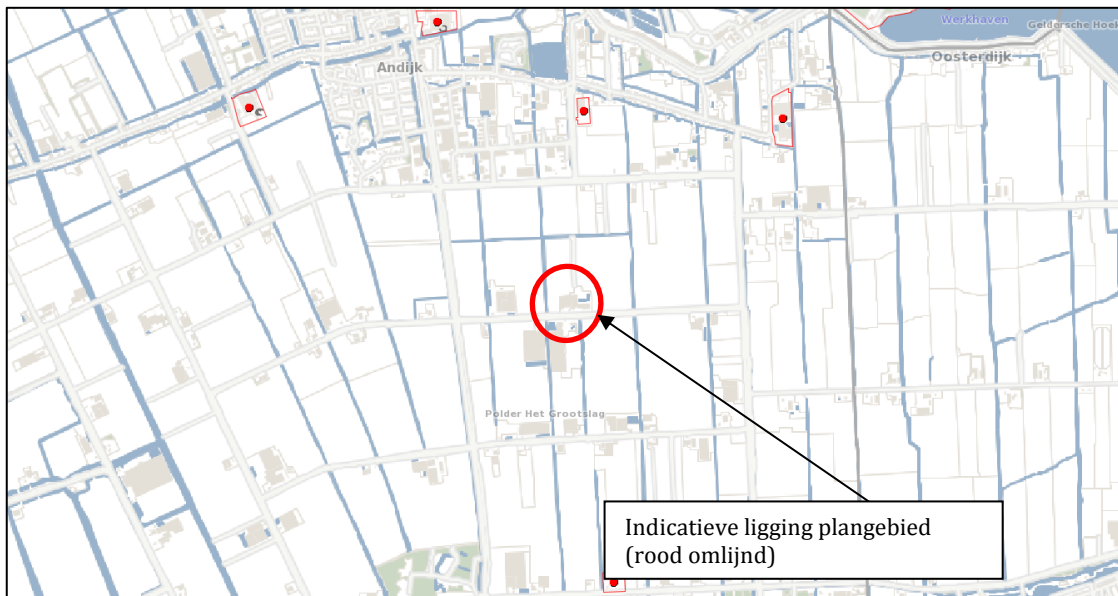 Werkhaven
Geldersche Hoek
Andijk
Oosterdijk
Polder Het Grootslag
Indicatieve ligging plangebied
(rood omlijnd)